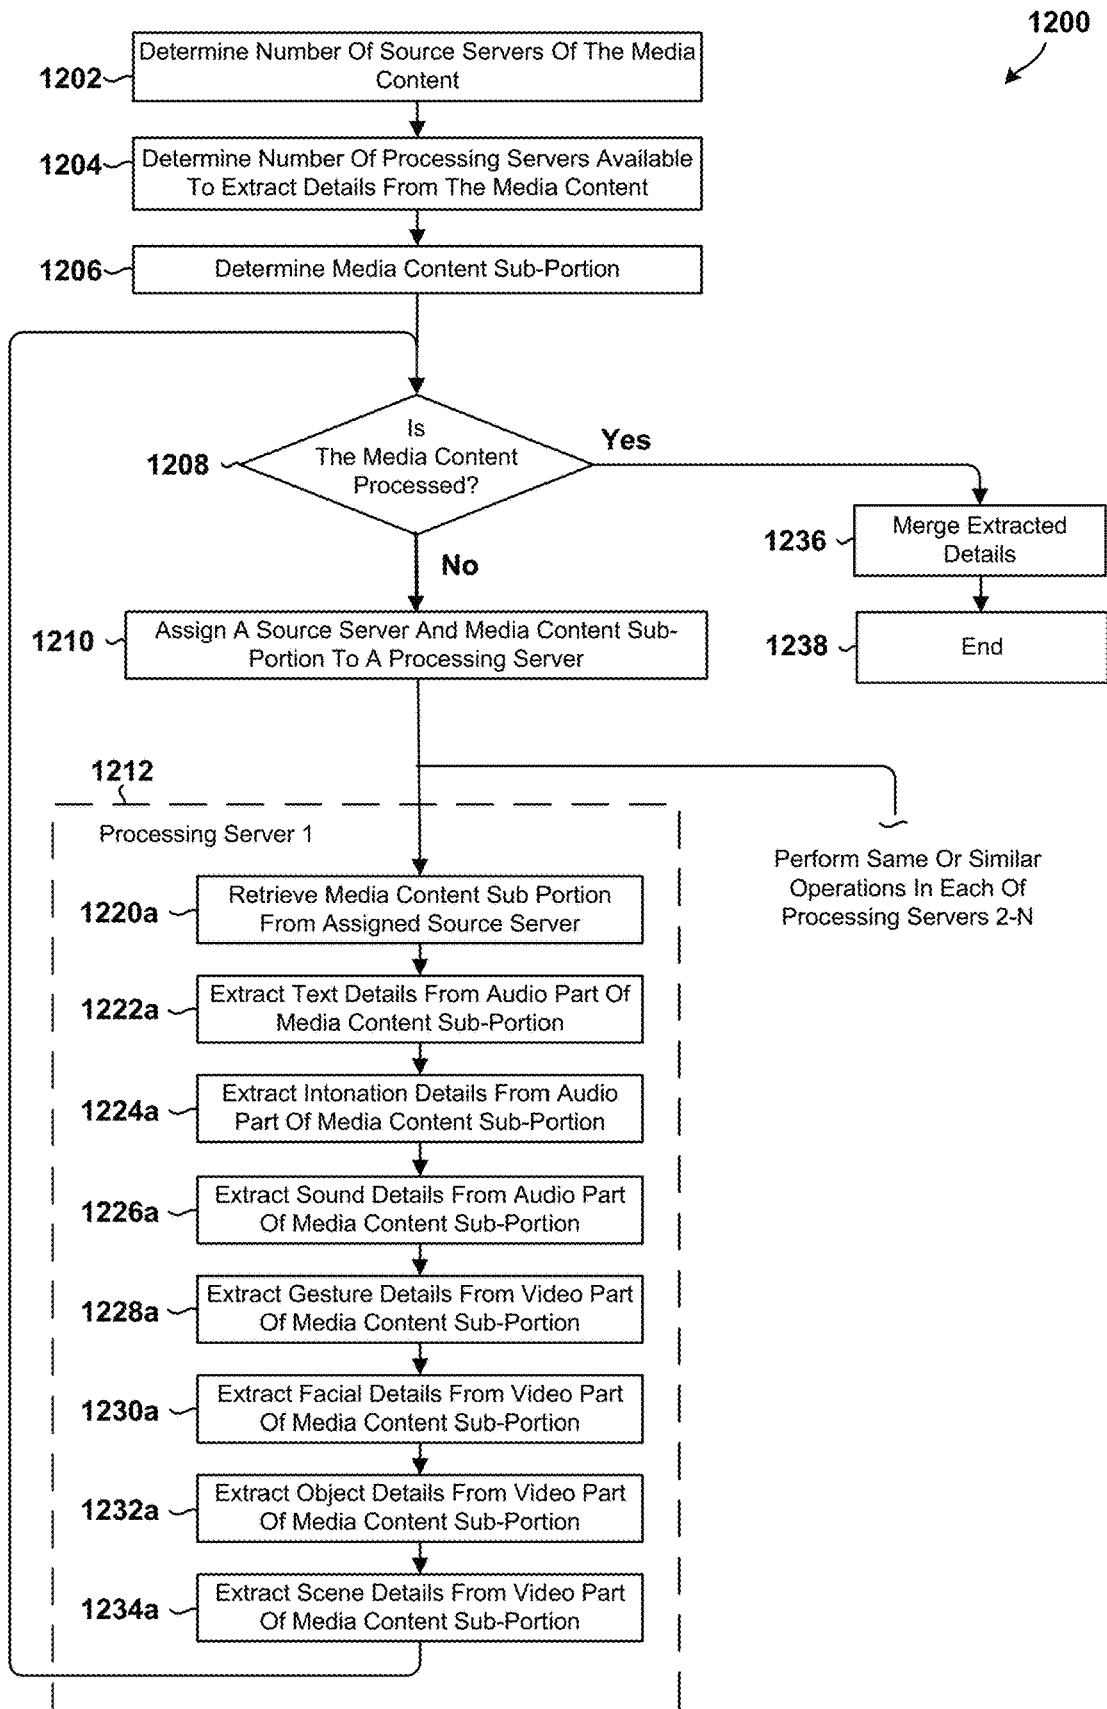 1200
1202
Determine Number Of Source Servers Of The Media
Content
1204
Determine Number Of Processing Servers Available
To Extract Details From The Media Content
1206
Determine Media Content Sub-Portion
1208
Is
The Media Content
Processed?
Yes
No
1236
Merge Extracted
Details
1238
End
1210
Assign A Source Server And Media Content Sub-
Portion To A Processing Server
1212
Processing Server 1
Perform Same Or Similar
Operations In Each Of
Processing Servers 2-N
1220a
Retrieve Media Content Sub Portion
From Assigned Source Server
1222a
Extract Text Details From Audio Part Of
Media Content Sub-Portion
1224a
Extract Intonation Details From Audio
Part Of Media Content Sub-Portion
1226a
Extract Sound Details From Audio Part
Of Media Content Sub-Portion
1228a
Extract Gesture Details From Video Part
Of Media Content Sub-Portion
1230a
Extract Facial Details From Video Part
Of Media Content Sub-Portion
1232a
Extract Object Details From Video Part
Of Media Content Sub-Portion
1234a
Extract Scene Details From Video Part
Of Media Content Sub-Portion